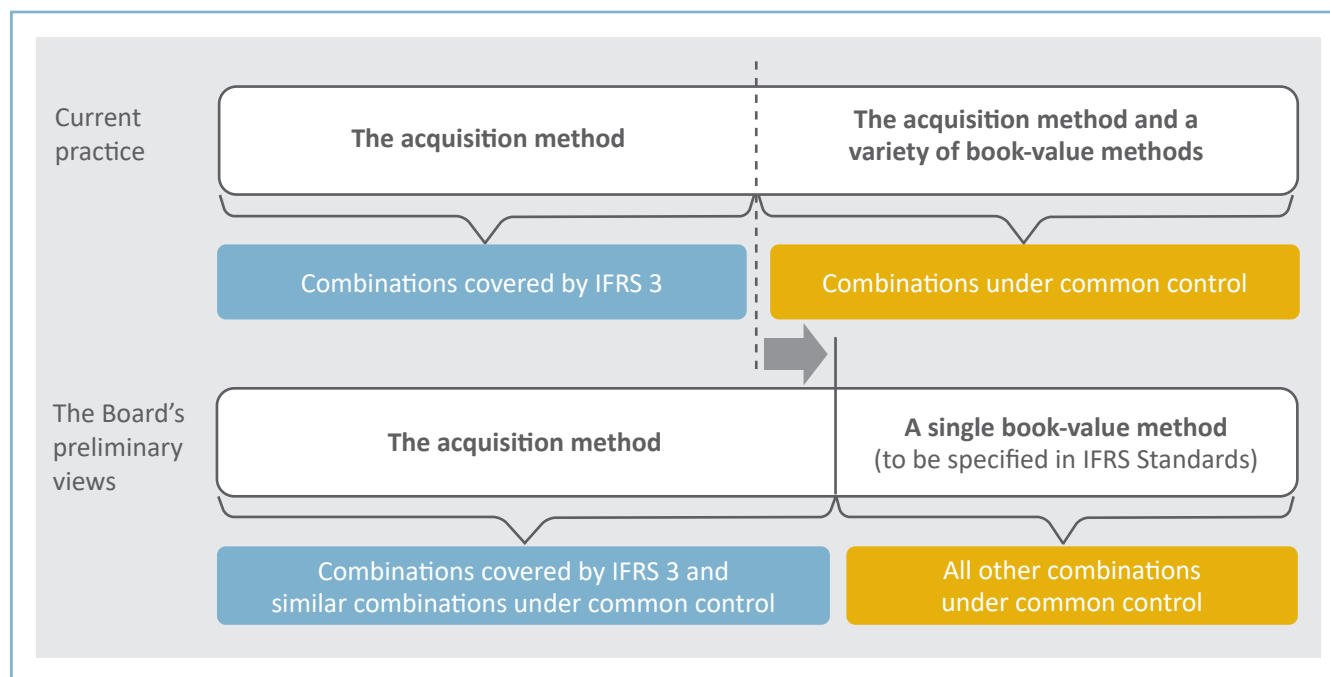 Current
practice
The acquisition method
The acquisition method and a
variety of book-value methods
Combinations covered by IFRS 3
Combinations under common control
The Board’s
preliminary
views
The acquisition method
A single book-value method
(to be specified in IFRS Standards)
Combinations covered by IFRS 3 and
similar combinations under common control
All other combinations
under common control